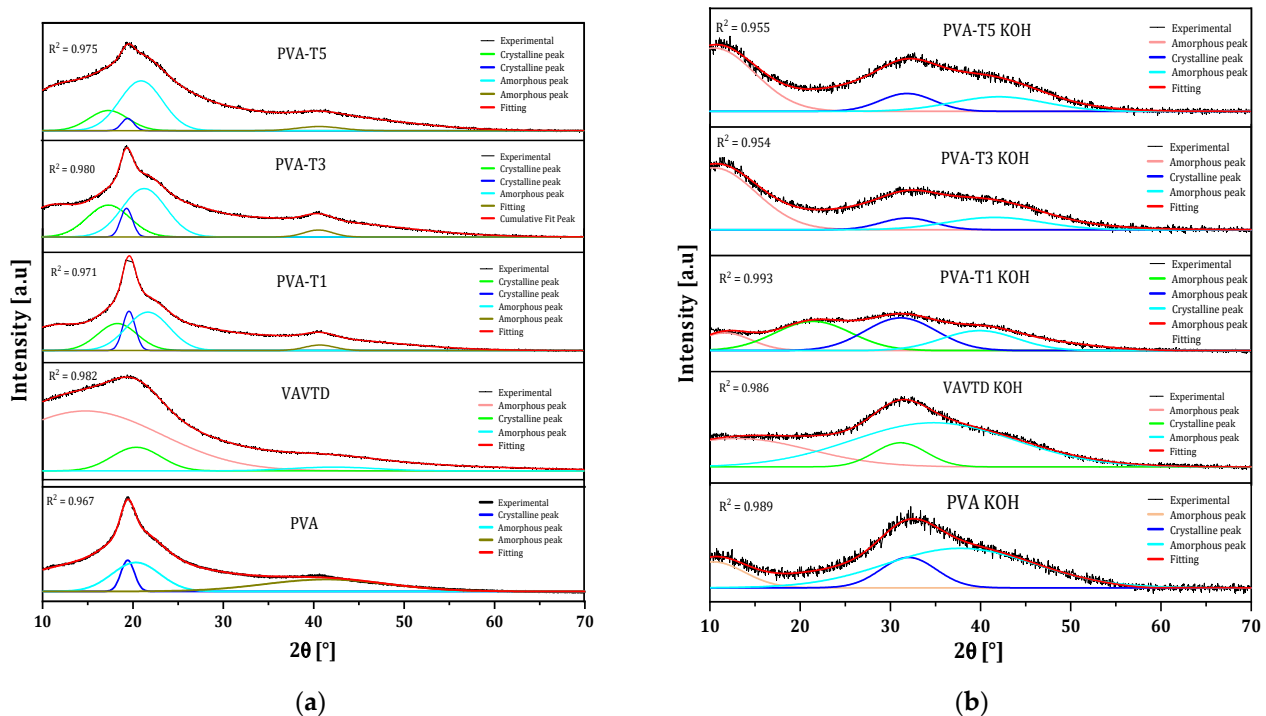 R² = 0.975
PVA-T5
Experimental
Crystalline peak
Crystalline peak
Amorphous peak
Amorphous peak
Fitting
R² = 0.980
PVA-T3
Experimental
Crystalline peak
Crystalline peak
Amorphous peak
Fitting
Cumulative Fit Peak
R² = 0.971
PVA-T1
Experimental
Crystalline peak
Crystalline peak
Amorphous peak
Amorphous peak
Fitting
R² = 0.982
VAVTD
Experimental
Amorphous peak
Crystalline peak
Amorphous peak
Fitting
R² = 0.967
PVA
Experimental
Crystalline peak
Amorphous peak
Amorphous peak
Fitting
Intensity [a.u]
10 20 30 40 50 60 70
2θ [°]
(a)
R² = 0.955
PVA-T5 KOH
Experimental
Amorphous peak
Crystalline peak
Amorphous peak
Fitting
R² = 0.954
PVA-T3 KOH
Experimental
Amorphous peak
Crystalline peak
Amorphous peak
Fitting
R² = 0.993
PVA-T1 KOH
Experimental
Amorphous peak
Amorphous peak
Crystalline peak
Amorphous peak
Fitting
R² = 0.986
VAVTD KOH
Experimental
Amorphous peak
Crystalline peak
Amorphous peak
Fitting
R² = 0.989
PVA KOH
Experimental
Amorphous peak
Crystalline peak
Amorphous peak
Fitting
Intensity [a.u]
10 20 30 40 50 60 70
2θ [°]
(b)